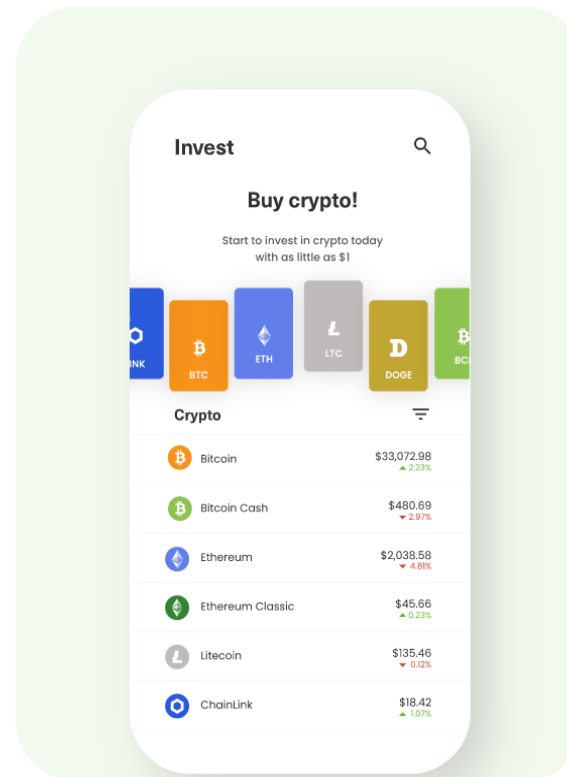 Invest
Buy crypto!
Start to invest in crypto today
with as little as $1
INK
BTC
ETH
LTC
DOGE
BC
Crypto
Bitcoin
$33,072.98
2.23%
Bitcoin Cash
$480.69
2.97%
Ethereum
$2,038.58
4.81%
Ethereum Classic
$45.66
0.23%
Litecoin
$135.46
0.12%
ChainLink
$18.42
1.07%